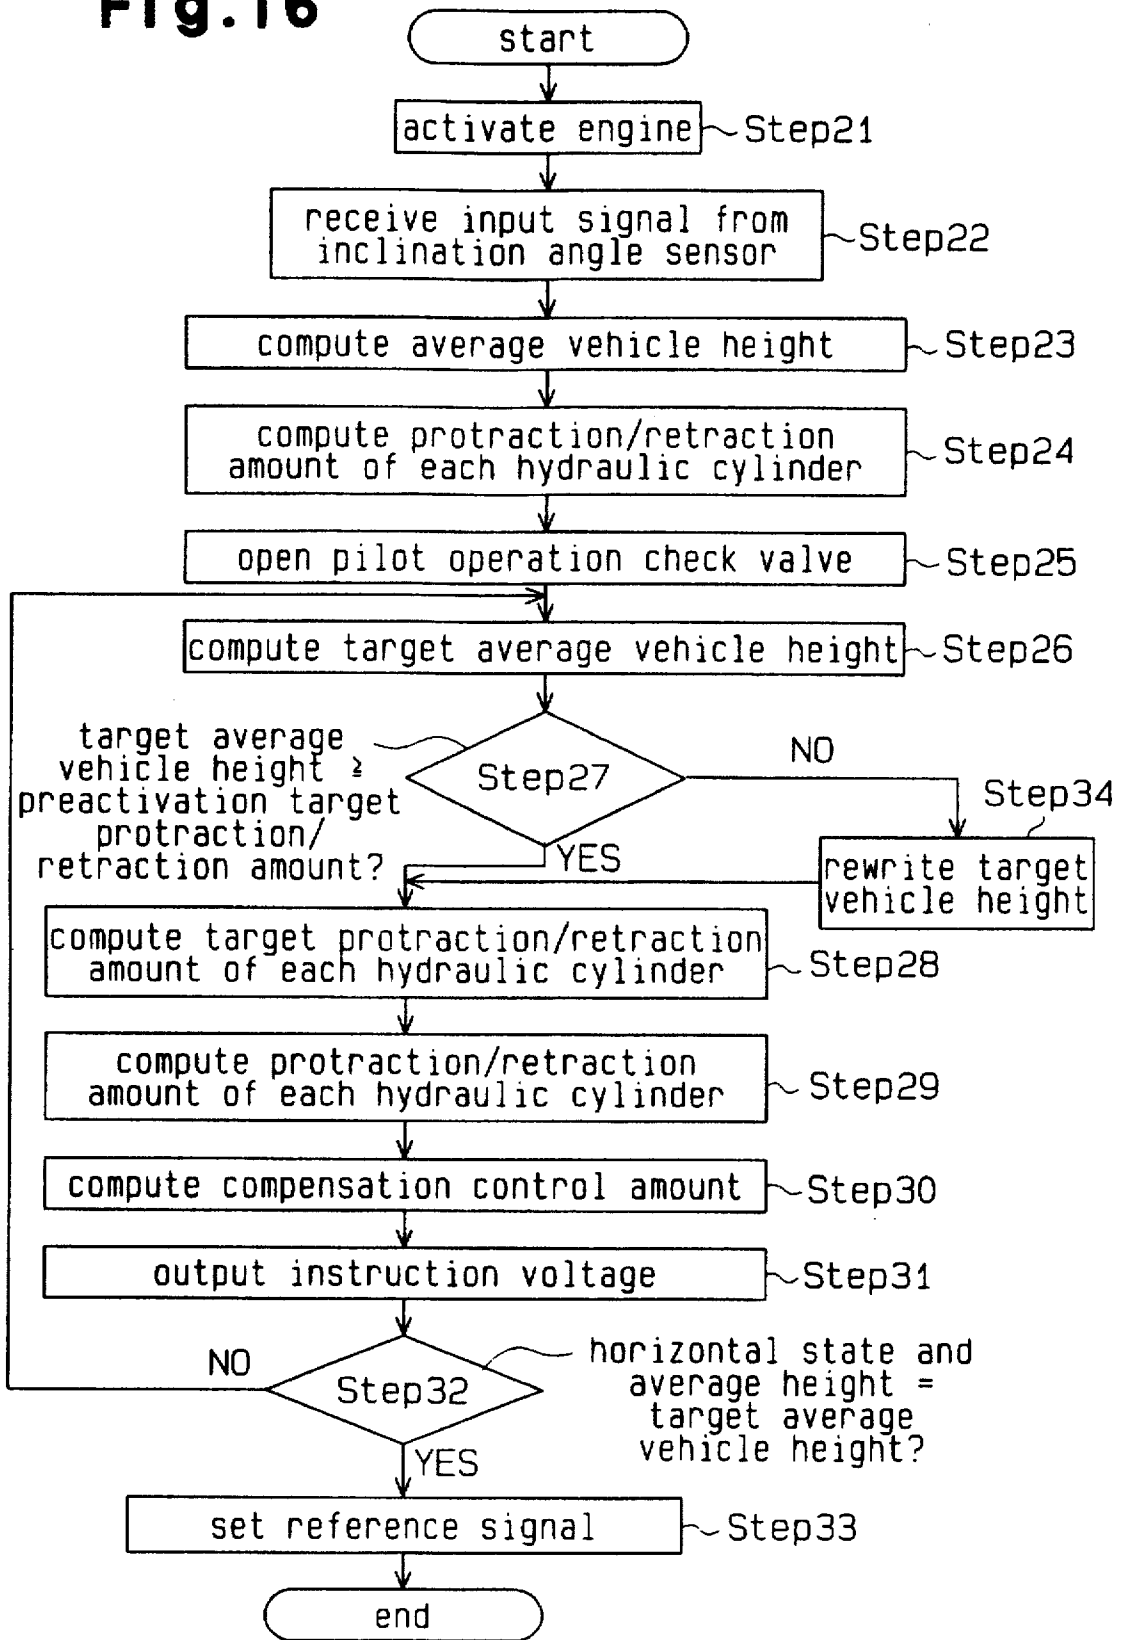 Fig.16
start
activate engine
Step21
receive input signal from
inclination angle sensor
Step22
compute average vehicle height
Step23
compute protraction/retraction
amount of each hydraulic cylinder
Step24
open pilot operation check valve
Step25
compute target average vehicle height
Step26
target average
vehicle height ≧
preactivation target
protraction/
retraction amount?
Step27
NO
YES
Step34
rewrite target
vehicle height
compute target protraction/retraction
amount of each hydraulic cylinder
Step28
compute protraction/retraction
amount of each hydraulic cylinder
Step29
compute compensation control amount
Step30
output instruction voltage
Step31
NO
Step32
horizontal state and
average height =
target average
vehicle height?
YES
set reference signal
Step33
end